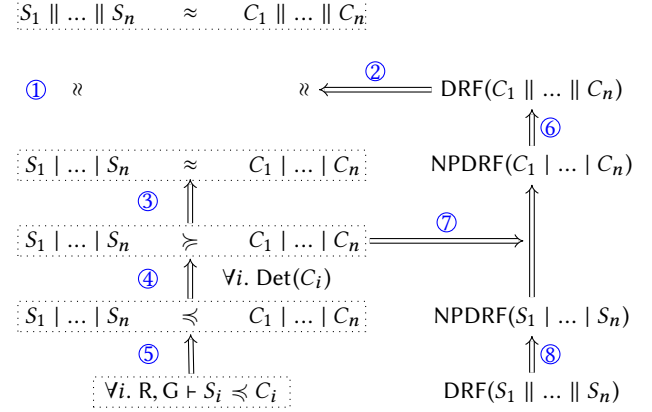 S₁ ∥ ... ∥ Sₙ ≈ C₁ ∥ ... ∥ Cₙ
① ≈ ≈ ② DRF(C₁ ∥ ... ∥ Cₙ)
⑥
S₁ | ... | Sₙ ≈ C₁ | ... | Cₙ NPDRF(C₁ | ... | Cₙ)
③
S₁ | ... | Sₙ ≽ C₁ | ... | Cₙ ⑦
④ ∀i. Det(Cᵢ)
S₁ | ... | Sₙ ≼ C₁ | ... | Cₙ NPDRF(S₁ | ... | Sₙ)
⑤ ⑧
∀i. R, G ⊢ Sᵢ ≼ Cᵢ DRF(S₁ ∥ ... ∥ Sₙ)